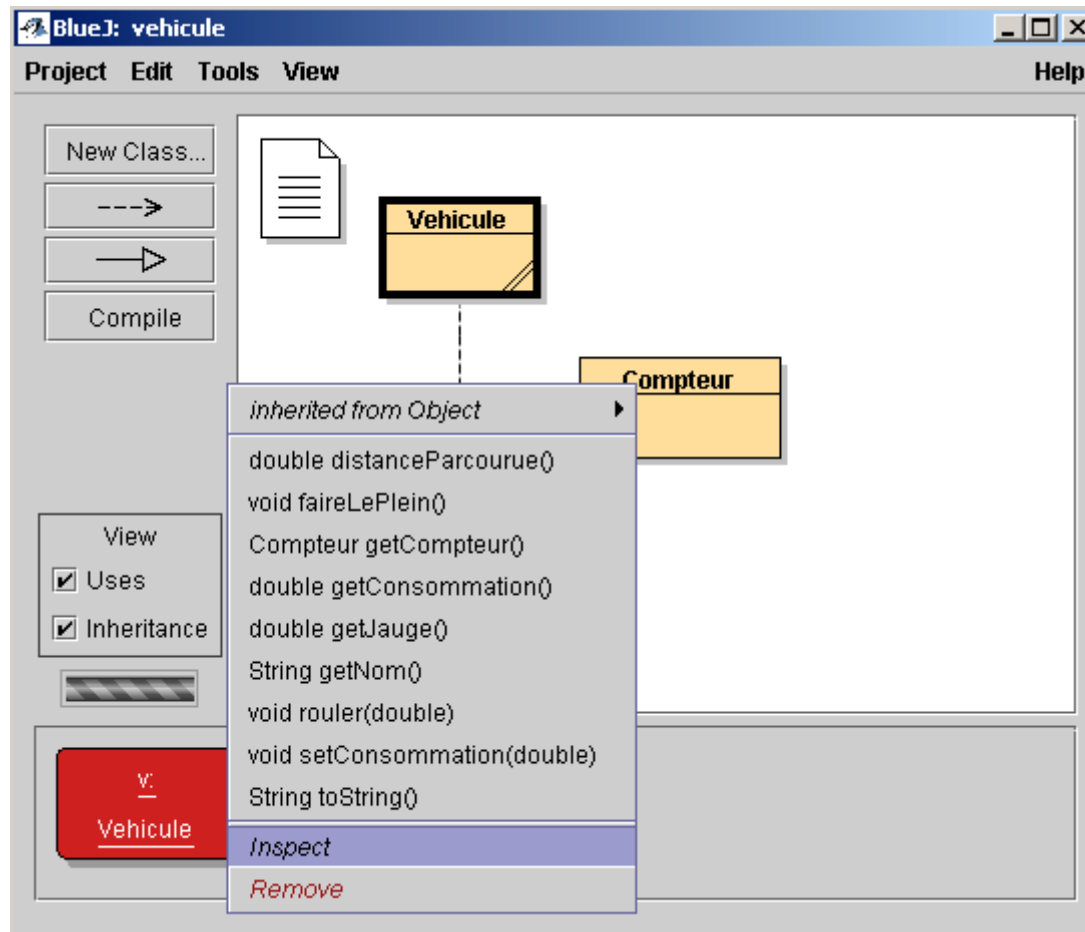 BlueJ: vehicule
Project Edit Tools View Help
New Class...
Compile
Vehicule
Compteur
inherited from Object
double distanceParcourue()
void faireLePlein()
Compteur getCompteur()
double getConsommation()
double getJauge()
String getNom()
void rouler(double)
void setConsommation(double)
String toString()
Inspect
Remove
View
Uses
Inheritance
v:
Vehicule